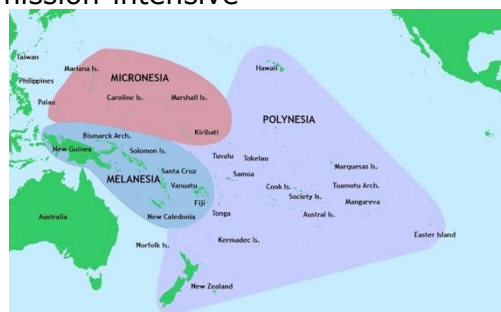 mission-intensive
Taiwan
Mariana Is.
Philippines
MICRONESIA
Hawaii
Palau
Caroline Is.
Marshall Is.
POLYNESIA
Kiribati
Bismarck Arch.
New Guinea
Solomon Is.
Tuvalu
Tokelau
MELANESIA
Santa Cruz
Samoa
Marquesas Is.
Vanuatu
Cook Is.
Tuamotu Arch.
Fiji
Society Is.
Mangareva
Australia
New Caledonia
Tonga
Austral Is.
Easter Island
Norfolk Is.
Kermadec Is.
New Zealand